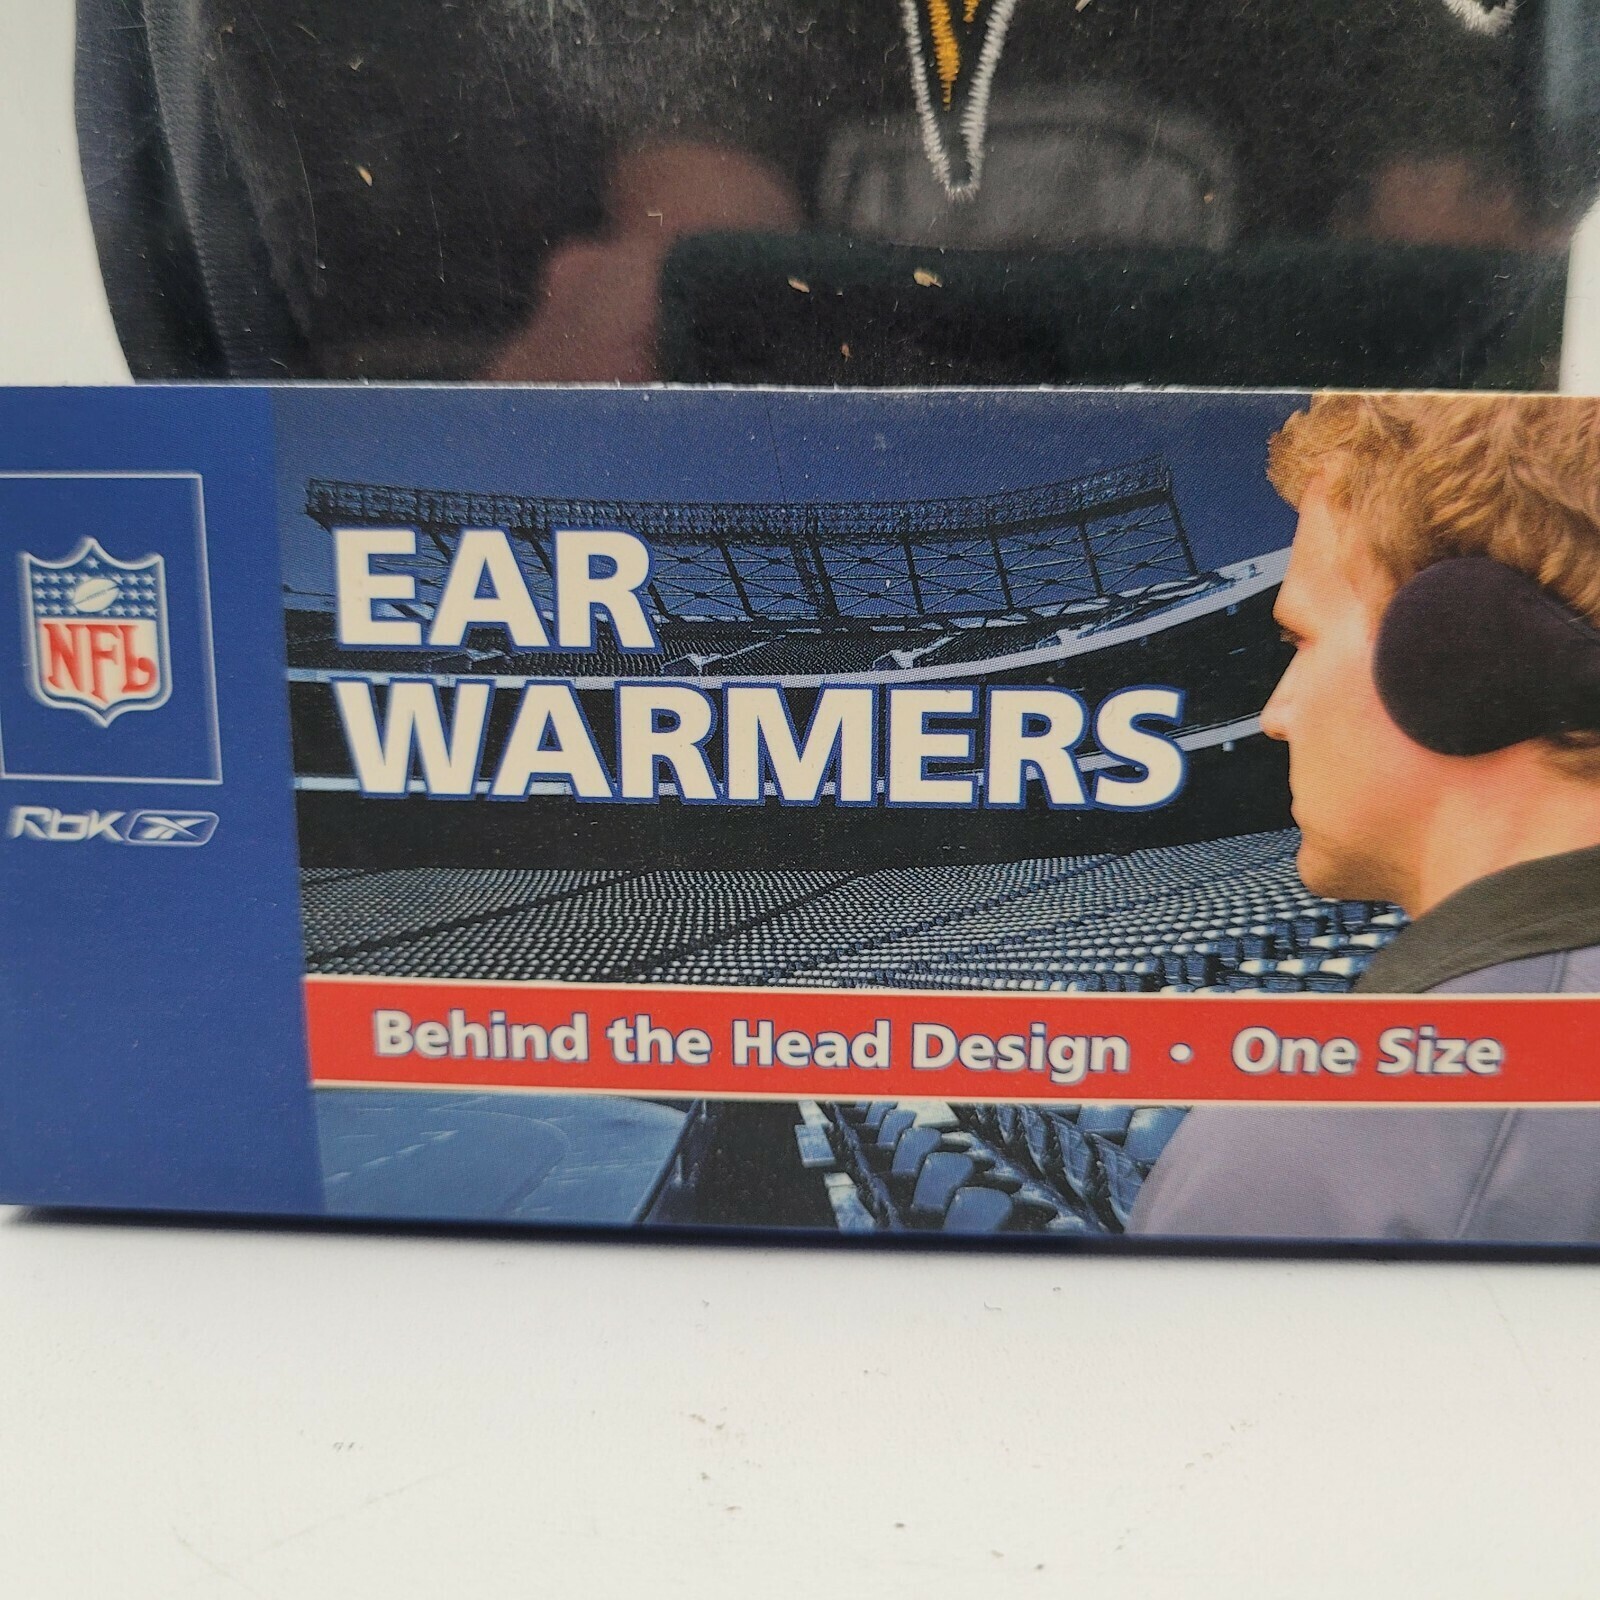 NFL
Rbk
EAR
WARMERS
Behind the Head Design • One Size